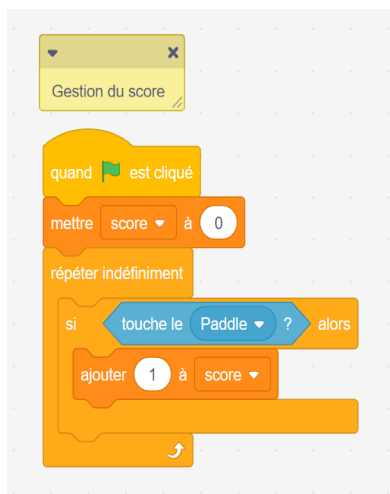 Gestion du score
quand est cliqué
mettre score à 0
répéter indéfiniment
si touche le Paddle ? alors
ajouter 1 à score